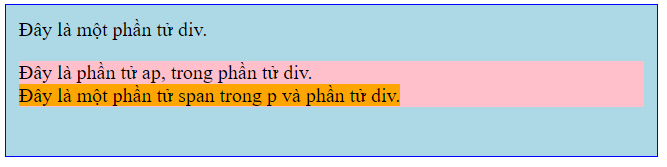 Đây là một phần tử div.
Đây là phần tử ap, trong phần tử div.
Đây là một phần tử span trong p và phần tử div.